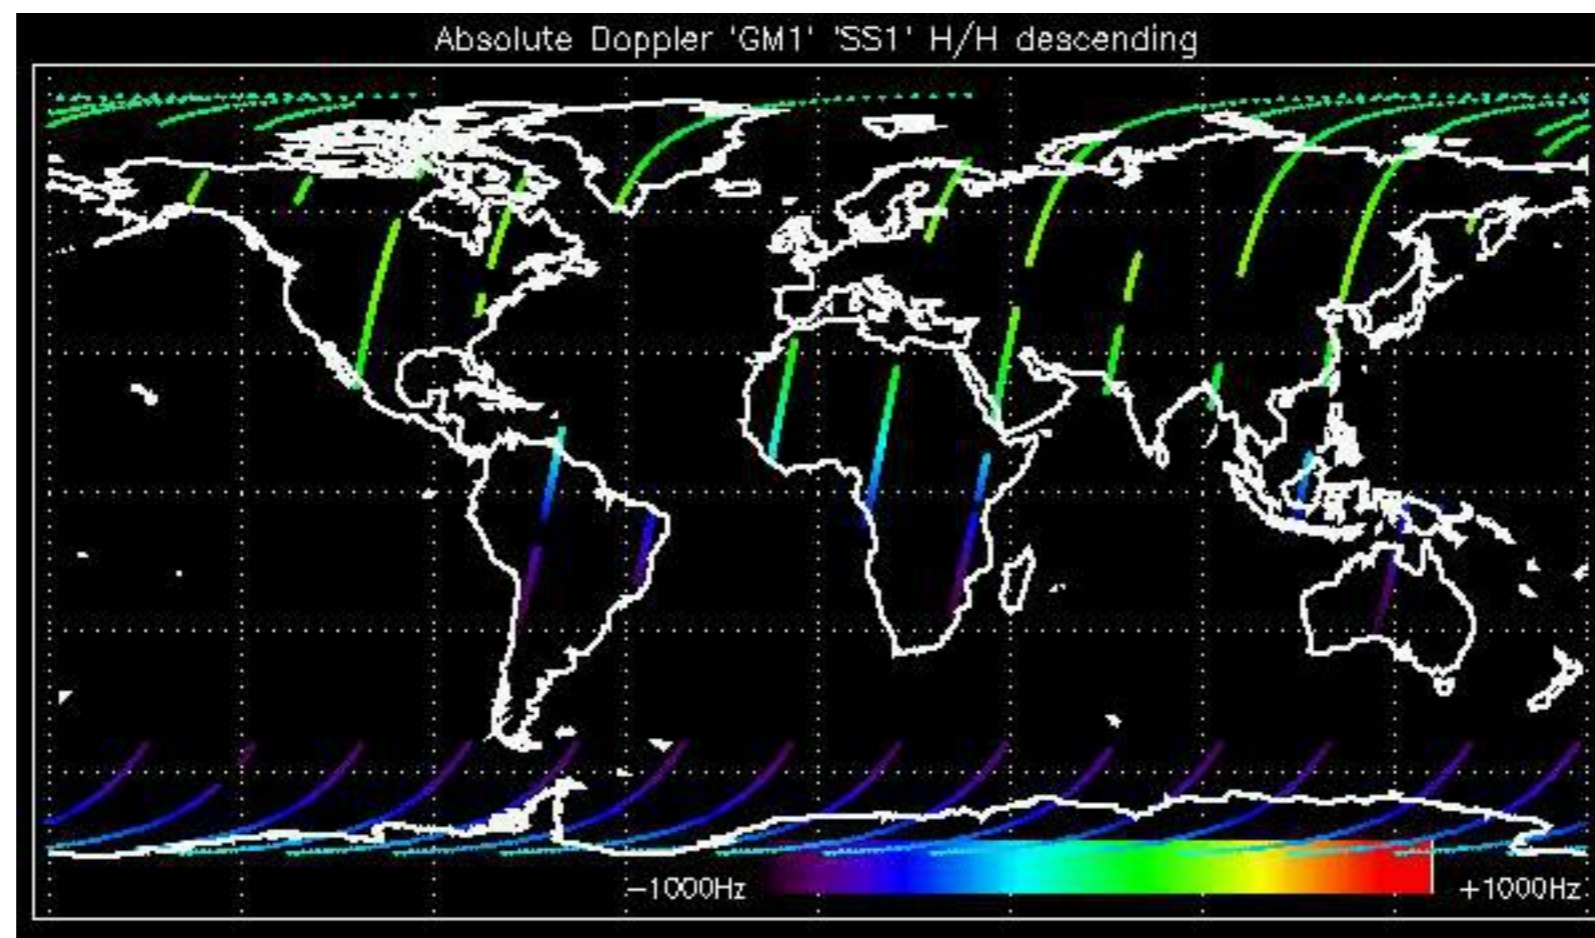 Absolute Doppler 'GM1' 'SS1' H/H descending
−1000Hz
+1000Hz